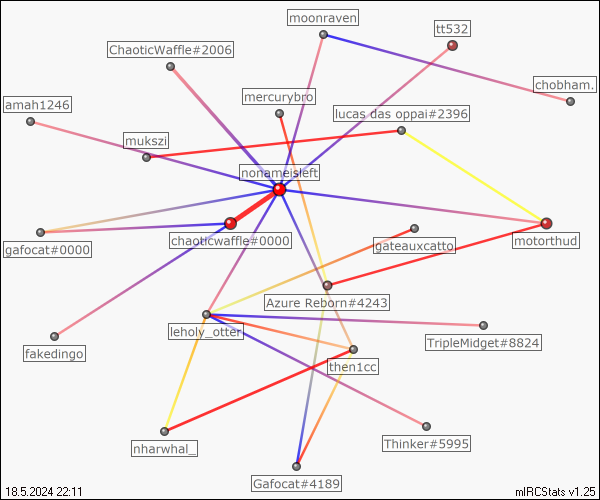 moonraven
tt532
ChaoticWaffle#2006
chobham.
mercurybro
amah1246
lucas das oppai#2396
mukszi
nonameisleft
chaoticwaffle#0000
motorthud
gafocat#0000
gateauxcatto
Azure Reborn#4243
leholy_otter
TripleMidget#8824
fakedingo
then1cc
Thinker#5995
nharwhal_
Gafocat#4189
18.5.2024 22:11
mIRCStats v1.25